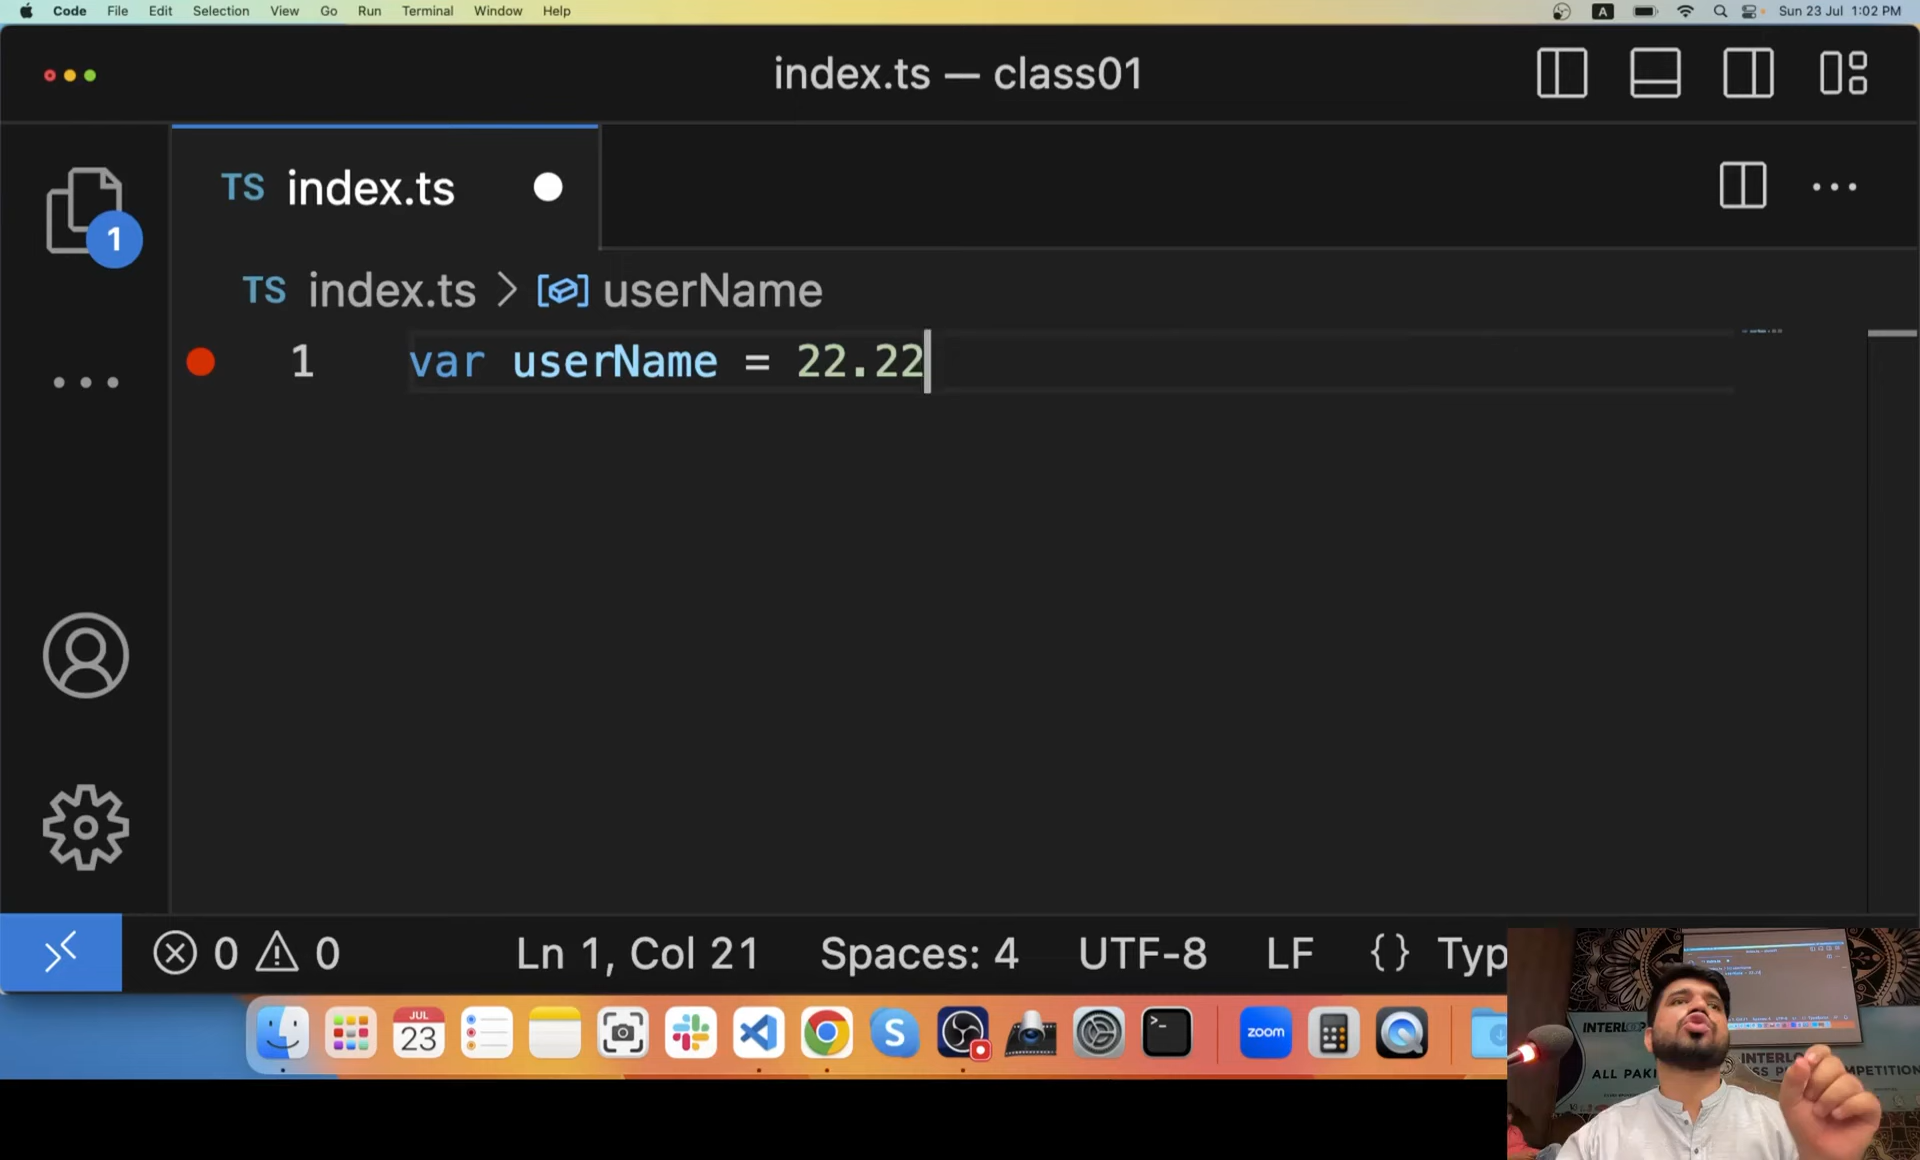 Code File Edit Selection View Go Run Terminal Window Help
A Sun 23 Jul 1:02 PM
index.ts — class01
TS index.ts
1
TS index.ts > userName
1 var userName = 22.22
0 0 Ln 1, Col 21 Spaces: 4 UTF-8 LF {} Typ
JUL
23
S
>_
zoom
ALL PAKI
INTERLO
MPETITION